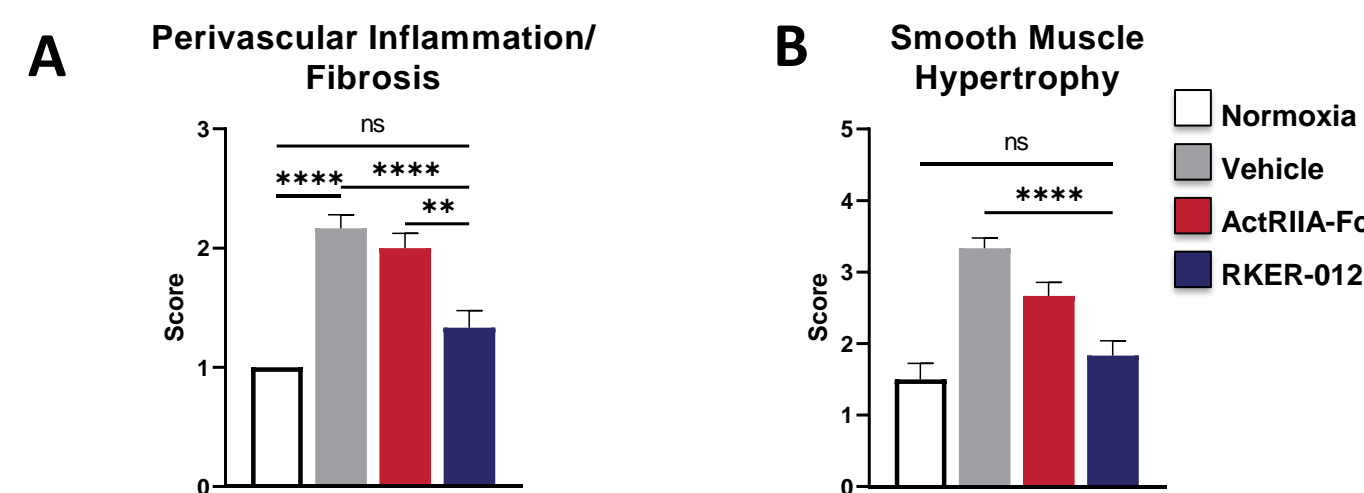 A
Perivascular Inflammation/
Fibrosis
3
2
1
0
Score
ns
****
****
**
B
Smooth Muscle
Hypertrophy
5
4
3
2
1
0
Score
ns
****
Normoxia
Vehicle
ActRIIA-Fc
RKER-012